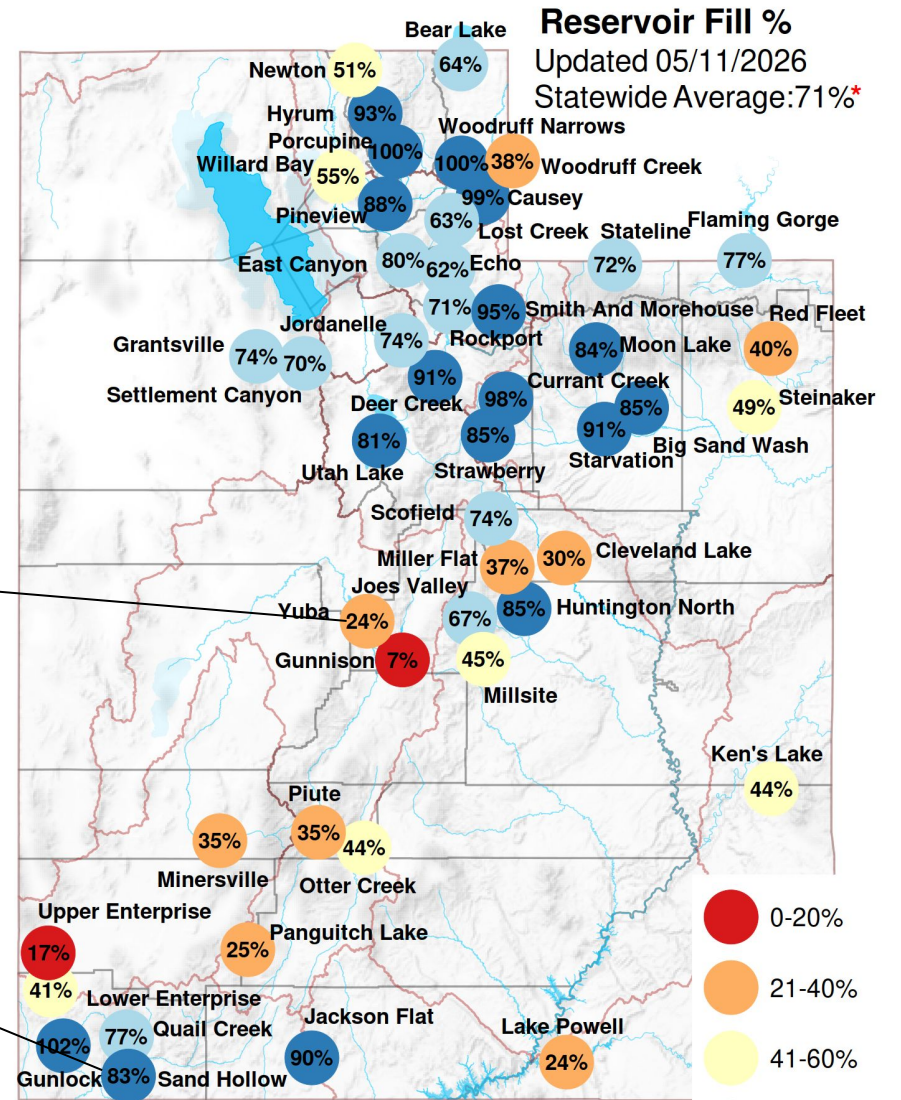 Reservoir Fill %
Updated 05/11/2026
Statewide Average:71%*
Bear Lake
64%
Newton 51%
Hyrum 93%
Woodruff Narrows
Porcupine 100%
100%
38% Woodruff Creek
Willard Bay 55%
99% Causey
Pineview 88%
63%
Lost Creek
Stateline
72%
Flaming Gorge
77%
East Canyon 80%
62% Echo
71%
Rockport
95% Smith And Morehouse
Red Fleet
40%
Jordanelle
74%
Grantsville 74%
70%
Settlement Canyon
84% Moon Lake
91%
Deer Creek
Currant Creek
98%
85%
Big Sand Wash
49% Steinaker
81%
Utah Lake
85%
Strawberry
91%
Starvation
Scofield 74%
Miller Flat 37%
30% Cleveland Lake
Joes Valley
67%
85% Huntington North
Yuba 24%
Gunnison 7%
45%
Millsite
Ken's Lake
44%
Piute
35%
35%
Minersville
44%
Otter Creek
Upper Enterprise
17%
25% Panguitch Lake
41%
Lower Enterprise
77% Quail Creek
102%
Gunlock
83% Sand Hollow
Jackson Flat
90%
Lake Powell
24%
0-20%
21-40%
41-60%